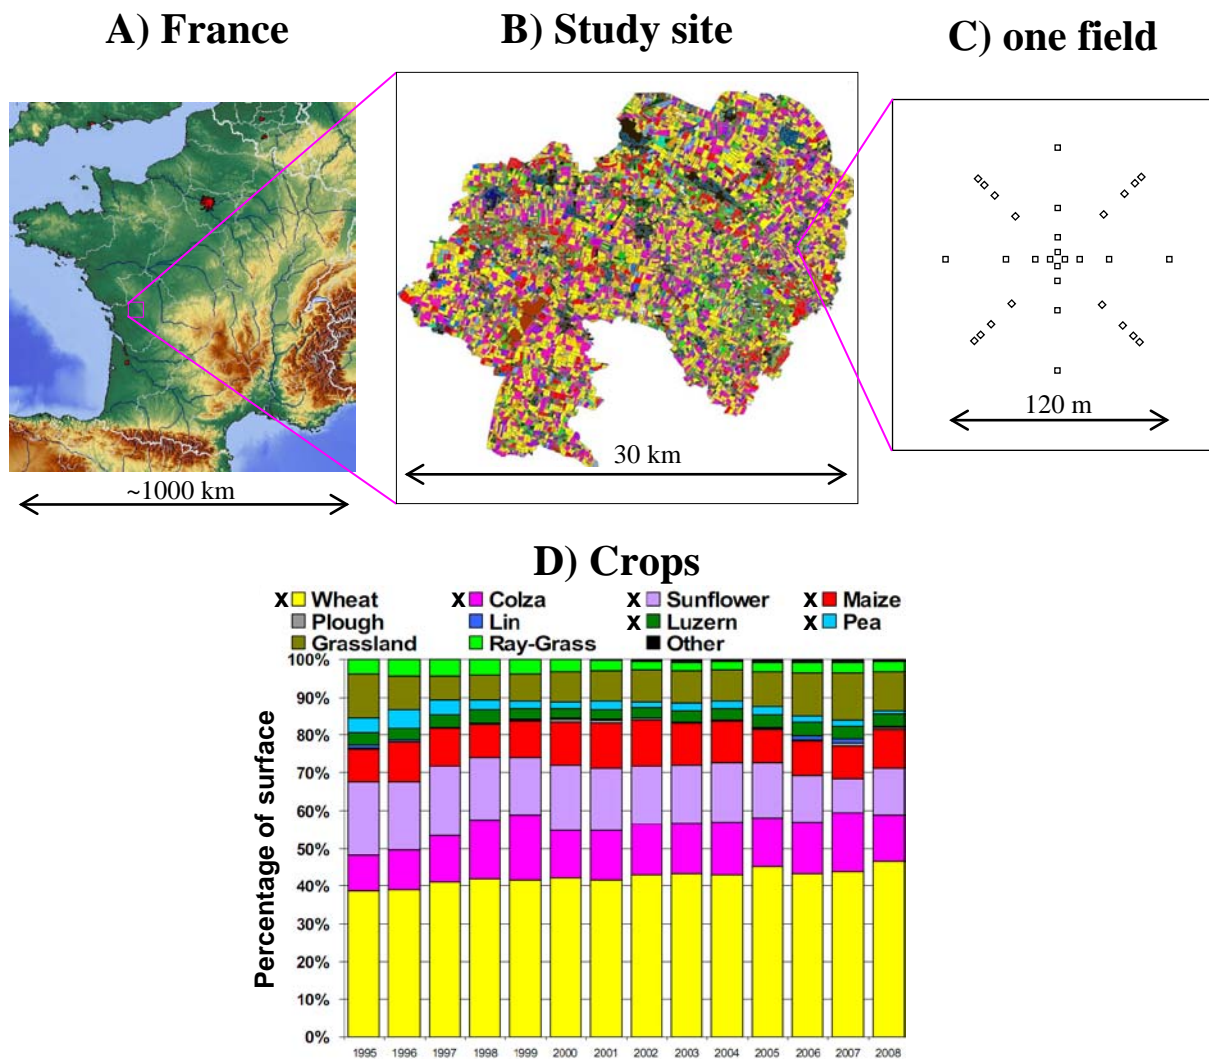 A) France
B) Study site
C) one field
120 m
30 km
~1000 km
D) Crops
X Wheat X Colza X Sunflower X Maize
Plough Lin X Luzern X Pea
Grassland Ray-Grass Other
Percentage of surface
100%
90%
80%
70%
60%
50%
40%
30%
20%
10%
0%
1995 1996 1997 1998 1999 2000 2001 2002 2003 2004 2005 2006 2007 2008